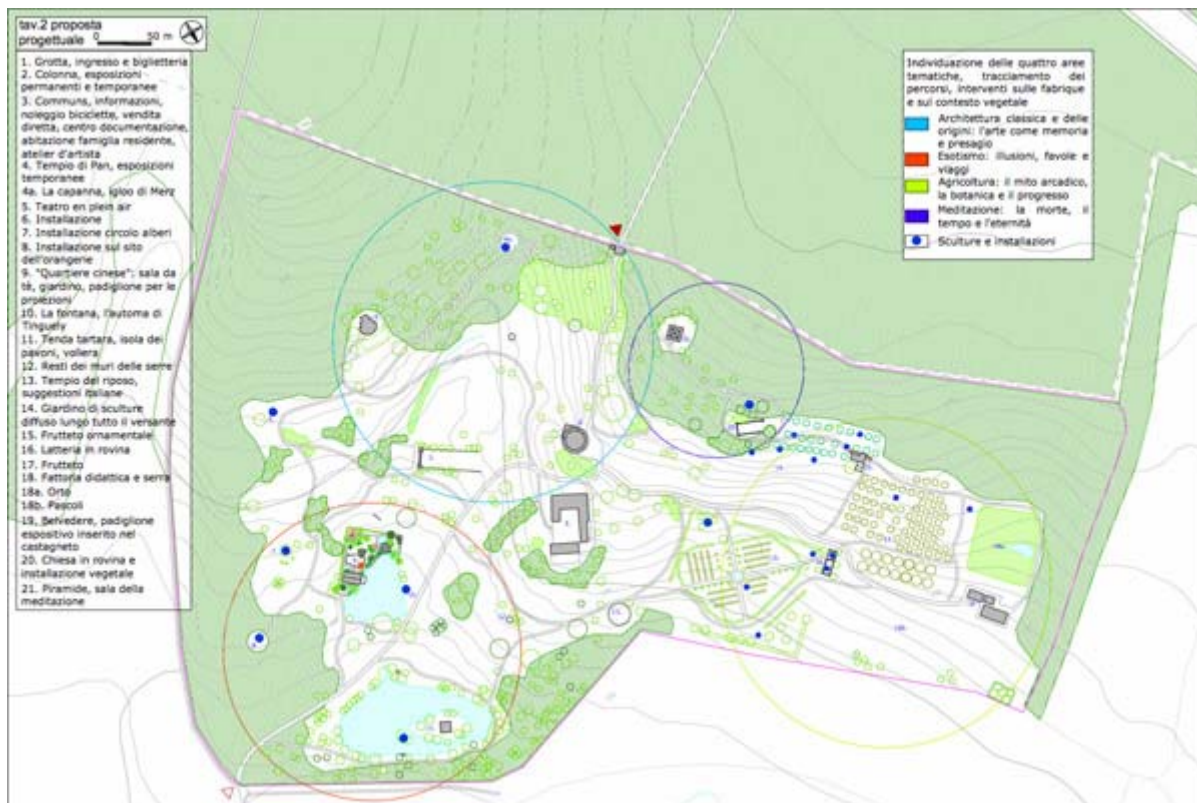 tav.2 proposta
progettuale 0 50 m
1. Grotta, ingresso e biglietteria
2. Colonna, esposizioni
permanenti e temporanee
3. Communs, informazioni,
noleggio biciclette, vendita
diretta, centro documentazione,
abitazione famiglia residente,
atelier d'artista
4. Tempio di Pan, esposizioni
temporanee
4a. La capanna, igloo di Merz
5. Teatro en plein air
6. Installazione
7. Installazione circolo alberi
8. Installazione sul sito
dell'orangerie
9. "Quartiere cinese": sala da
tè, giardino, padiglione per le
proiezioni
10. La fontana, l'automa di
Tinguely
11. Tenda tartara, isola dei
pavoni, voliera
12. Resti dei muri delle serre
13. Tempio del riposo,
suggestioni italiane
14. Giardino di sculture
diffuso lungo tutto il versante
15. Frutteto ornamentale
16. Latteria in rovina
17. Frutteto
18. Fattoria didattica e serra
18a. Orto
18b. Pascoli
19. Belvedere, padiglione
espositivo inserito nel
castagneto
20. Chiesa in rovina e
installazione vegetale
21. Piramide, sala della
meditazione
Individuazione delle quattro aree
tematiche, tracciamento dei
percorsi, interventi sulle fabrique
e sul contesto vegetale
Architettura classica e delle
origini: l'arte come memoria
e presagio
Esotismo: illusioni, favole e
viaggi
Agricoltura: il mito arcadico,
la botanica e il progresso
Meditazione: la morte, il
tempo e l'eternità
Sculture e installazioni